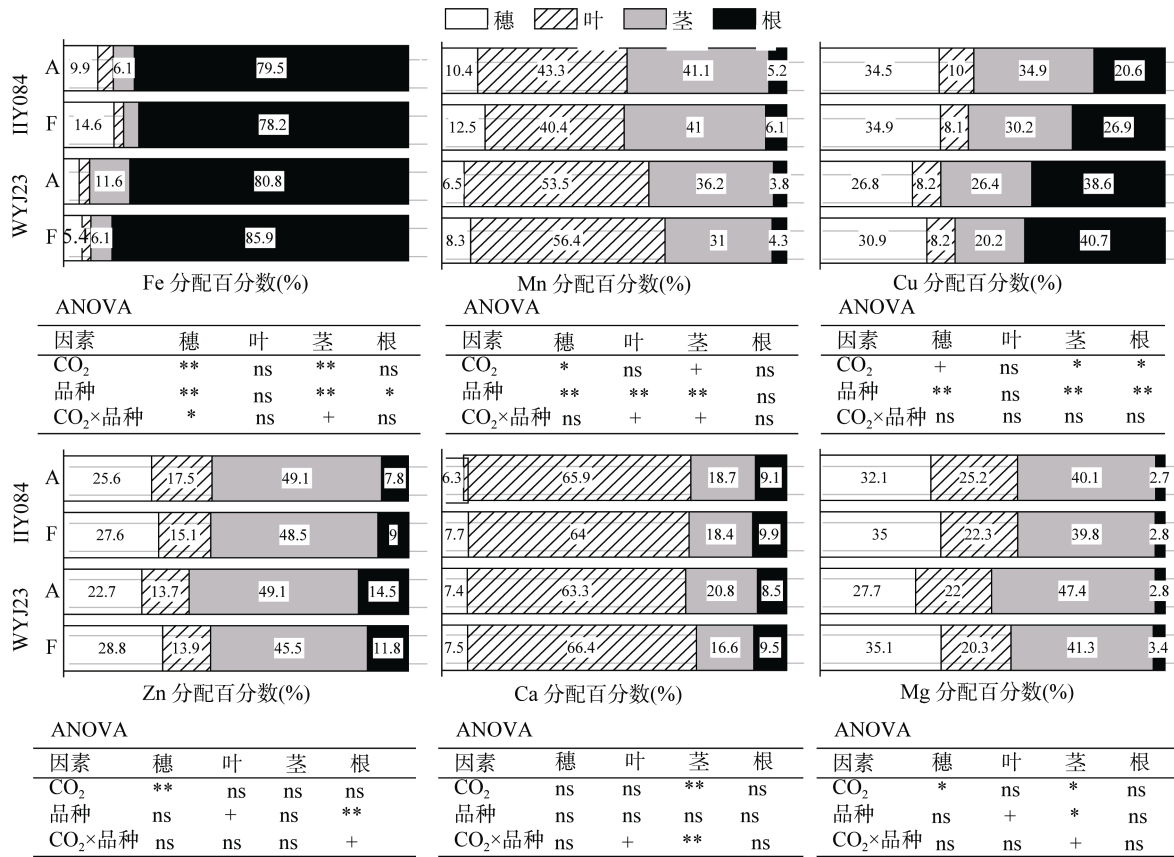 穗 叶 茎 根
IIY084
A 9.9 6.1 79.5
F 14.6 78.2
WYJ23
A 11.6 80.8
F 5.4 6.1 85.9
Fe 分配百分数(%)
10.4 43.3 41.1 5.2
12.5 40.4 41 6.1
6.5 53.5 36.2 3.8
8.3 56.4 31 4.3
Mn 分配百分数(%)
34.5 10 34.9 20.6
34.9 8.1 30.2 26.9
26.8 8.2 26.4 38.6
30.9 8.2 20.2 40.7
Cu 分配百分数(%)
ANOVA
因素 穗 叶 茎 根
CO₂ ** ns ** ns
品种 ** ns ** *
CO₂×品种 * ns + ns
ANOVA
因素 穗 叶 茎 根
CO₂ * ns + ns
品种 ** ** ** ns
CO₂×品种 ns + + ns
ANOVA
因素 穗 叶 茎 根
CO₂ + ns * *
品种 ** ns ** **
CO₂×品种 ns ns ns ns
IIY084
A 25.6 17.5 49.1 7.8
F 27.6 15.1 48.5 9
WYJ23
A 22.7 13.7 49.1 14.5
F 28.8 13.9 45.5 11.8
Zn 分配百分数(%)
6.3 65.9 18.7 9.1
7.7 64 18.4 9.9
7.4 63.3 20.8 8.5
7.5 66.4 16.6 9.5
Ca 分配百分数(%)
32.1 25.2 40.1 2.7
35 22.3 39.8 2.8
27.7 22 47.4 2.8
35.1 20.3 41.3 3.4
Mg 分配百分数(%)
ANOVA
因素 穗 叶 茎 根
CO₂ ** ns ns ns
品种 ns + ns **
CO₂×品种 ns ns ns +
ANOVA
因素 穗 叶 茎 根
CO₂ ns ns ** ns
品种 ns ns ns ns
CO₂×品种 ns + ** ns
ANOVA
因素 穗 叶 茎 根
CO₂ * ns * ns
品种 ns + * ns
CO₂×品种 ns ns + ns